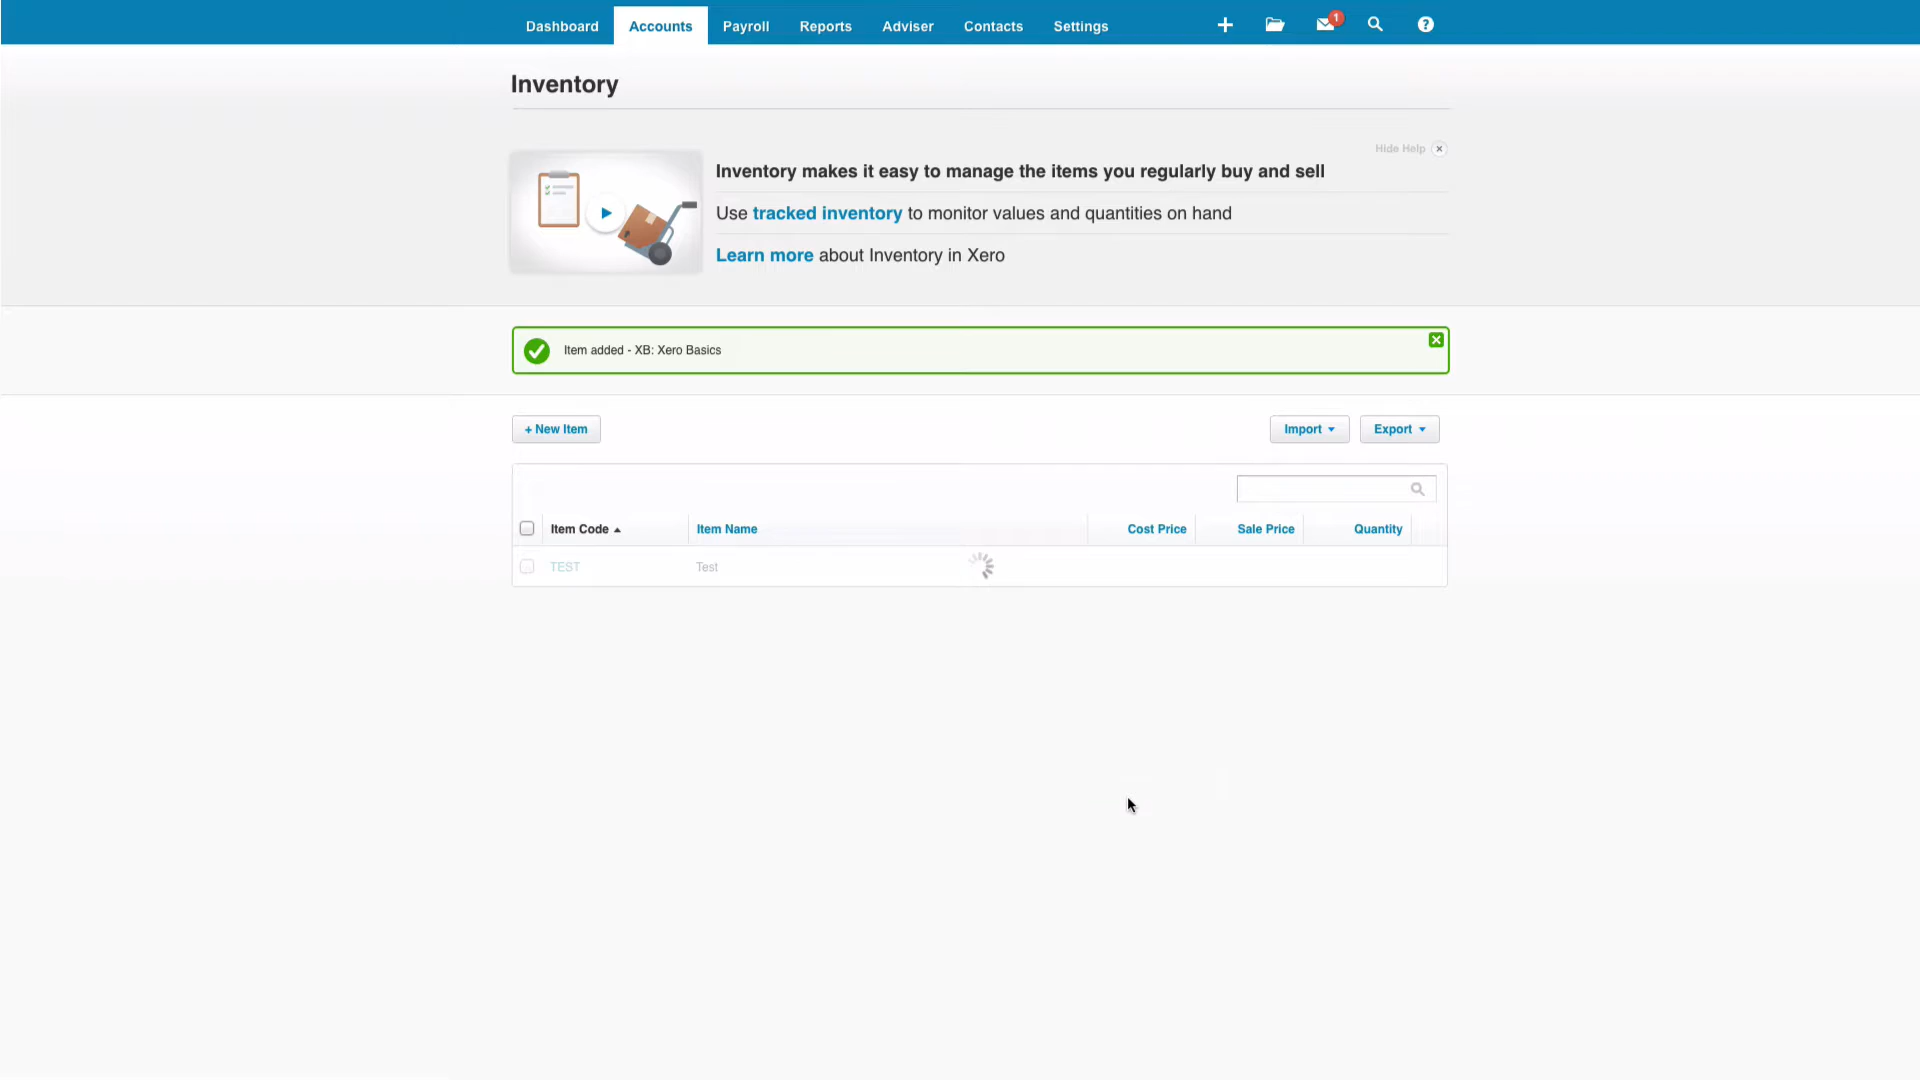 Dashboard Accounts Payroll Reports Adviser Contacts Settings 1 ?
Inventory
Hide Help
Inventory makes it easy to manage the items you regularly buy and sell
Use tracked inventory to monitor values and quantities on hand
Learn more about Inventory in Xero
Item added - XB: Xero Basics
+ New Item Import Export
Item Code Item Name Cost Price Sale Price Quantity
TEST Test